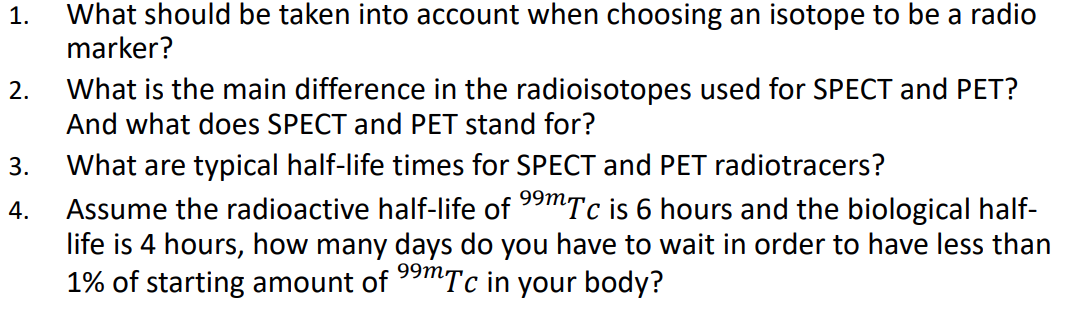 1. What should be taken into account when choosing an isotope to be a radio
marker?
2. What is the main difference in the radioisotopes used for SPECT and PET?
And what does SPECT and PET stand for?
3. What are typical half-life times for SPECT and PET radiotracers?
4. Assume the radioactive half-life of ⁹⁹ᵐTc is 6 hours and the biological half-
life is 4 hours, how many days do you have to wait in order to have less than
1% of starting amount of ⁹⁹ᵐTc in your body?